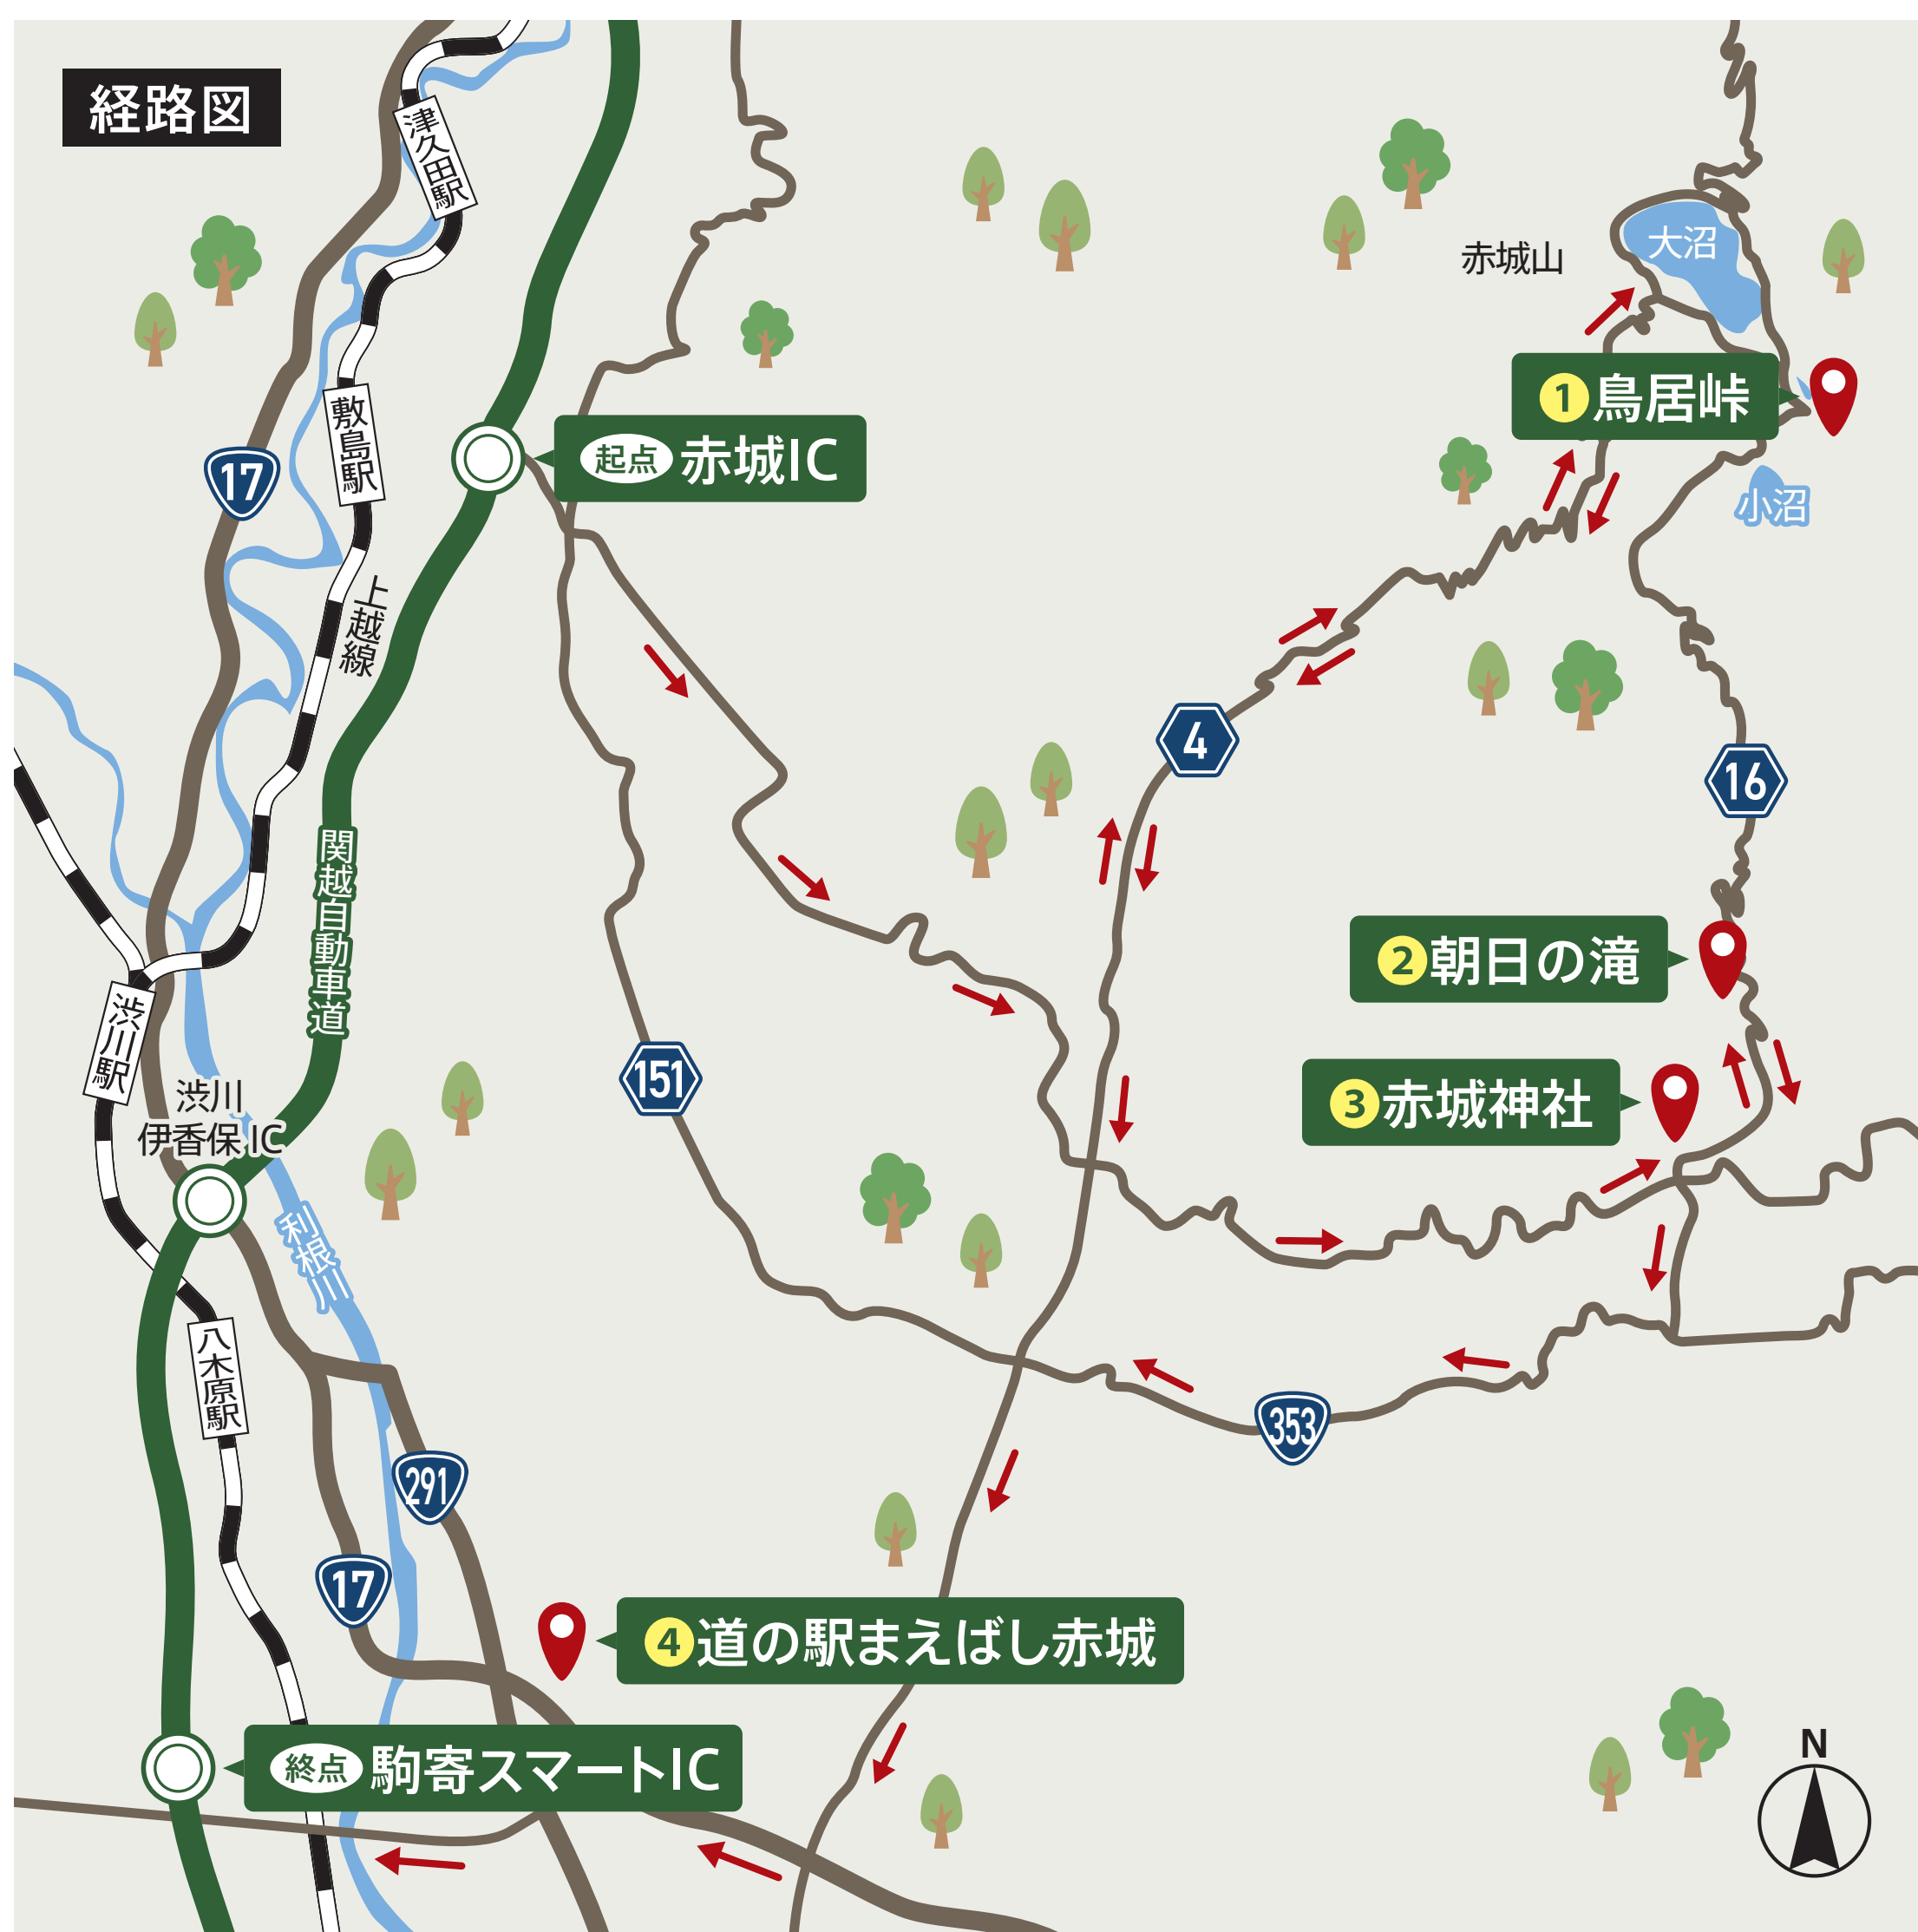 経路図
津久田駅
赤城山
大沼
①鳥居峠
敷島駅
17
起点 赤城IC
小沼
上越線
4
16
関越自動車道
②朝日の滝
渋川駅
151
③赤城神社
渋川
伊香保IC
利根川
八木原駅
353
291
17
④道の駅まえばし赤城
終点 駒寄スマートIC
N